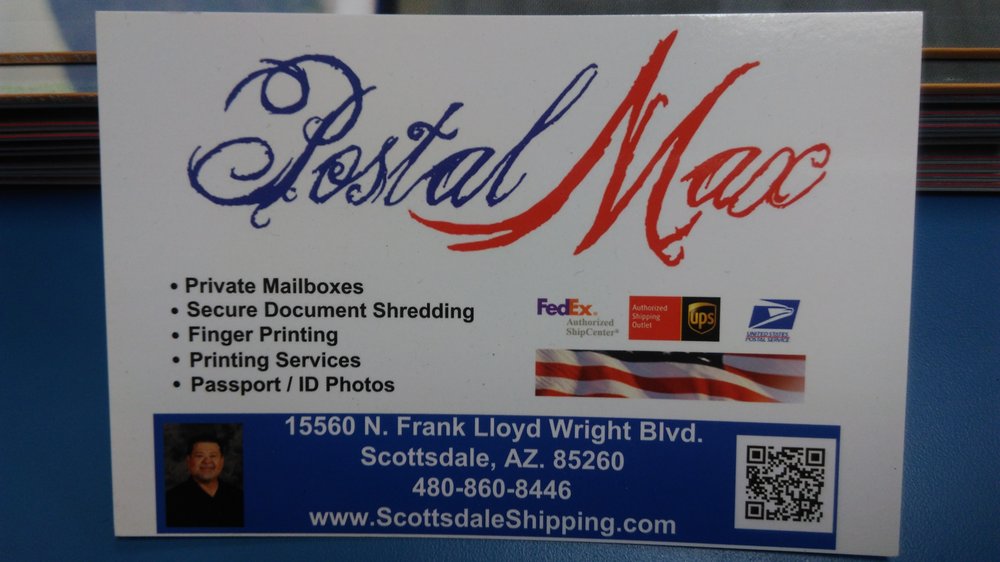 Postal Max
• Private Mailboxes
• Secure Document Shredding
• Finger Printing
• Printing Services
• Passport / ID Photos
FedEx®
Authorized
ShipCenter®
Authorized
Shipping
Outlet
ups
UNITED STATES
POSTAL SERVICE
15560 N. Frank Lloyd Wright Blvd.
Scottsdale, AZ. 85260
480-860-8446
www.ScottsdaleShipping.com